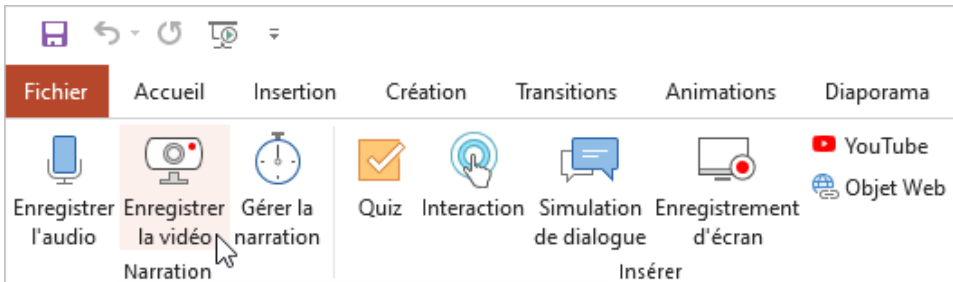 Fichier Accueil Insertion Création Transitions Animations Diaporama
YouTube
Objet Web
Enregistrer Enregistrer Gérer la Quiz Interaction Simulation Enregistrement
l'audio la vidéo narration de dialogue d'écran
Narration Insérer